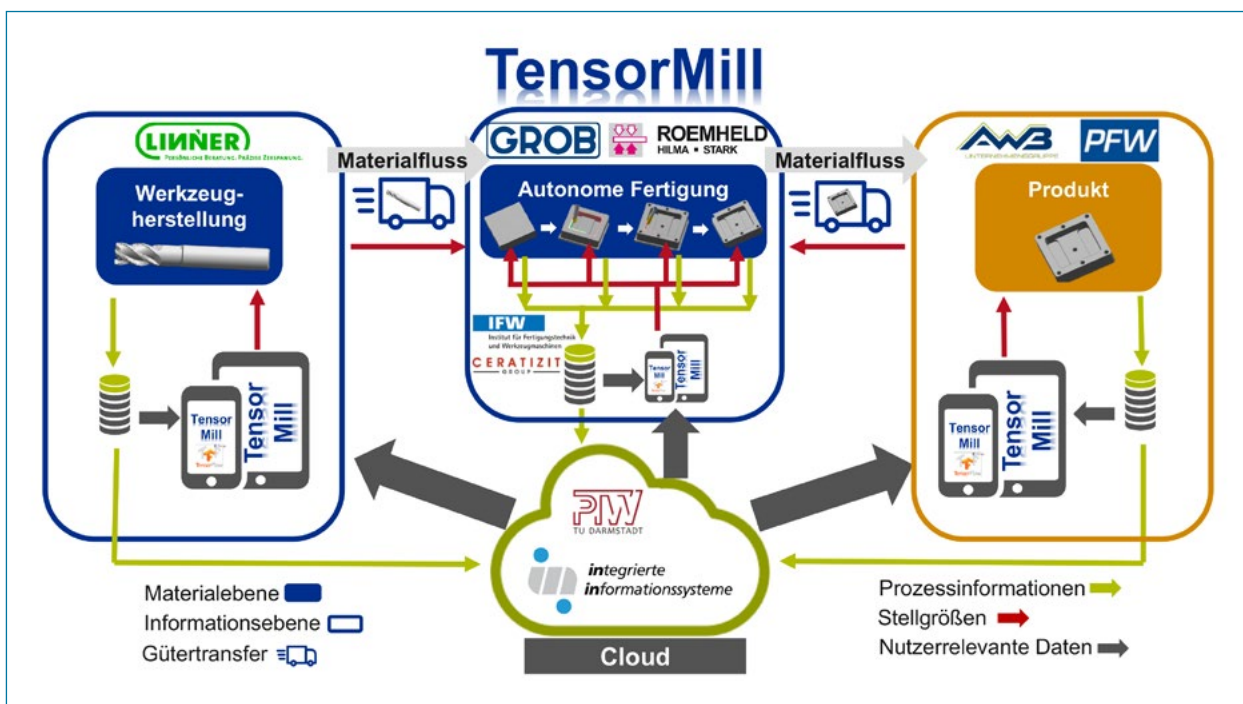 TensorMill
LINNER
PERSÖNLICHE BERATUNG. PRÄZISE ZERSPANUNG.
Werkzeug-
herstellung
Tensor
Mill
Tensor
Mill
Materialfluss
GROB
ROEMHELD
HILMA ▪ STARK
Autonome Fertigung
IFW
Institut für Fertigungstechnik
und Werkzeugmaschinen
CERATIZIT
GROUP
Tensor
Mill
Tensor
Mill
Materialfluss
AWB
UNTERNEHMENSGRUPPE
PFW
Produkt
Tensor
Mill
Tensor
Mill
PTW
TU DARMSTADT
integrierte
informationssysteme
Cloud
Materialebene
Informationsebene
Gütertransfer
Prozessinformationen
Stellgrößen
Nutzerrelevante Daten